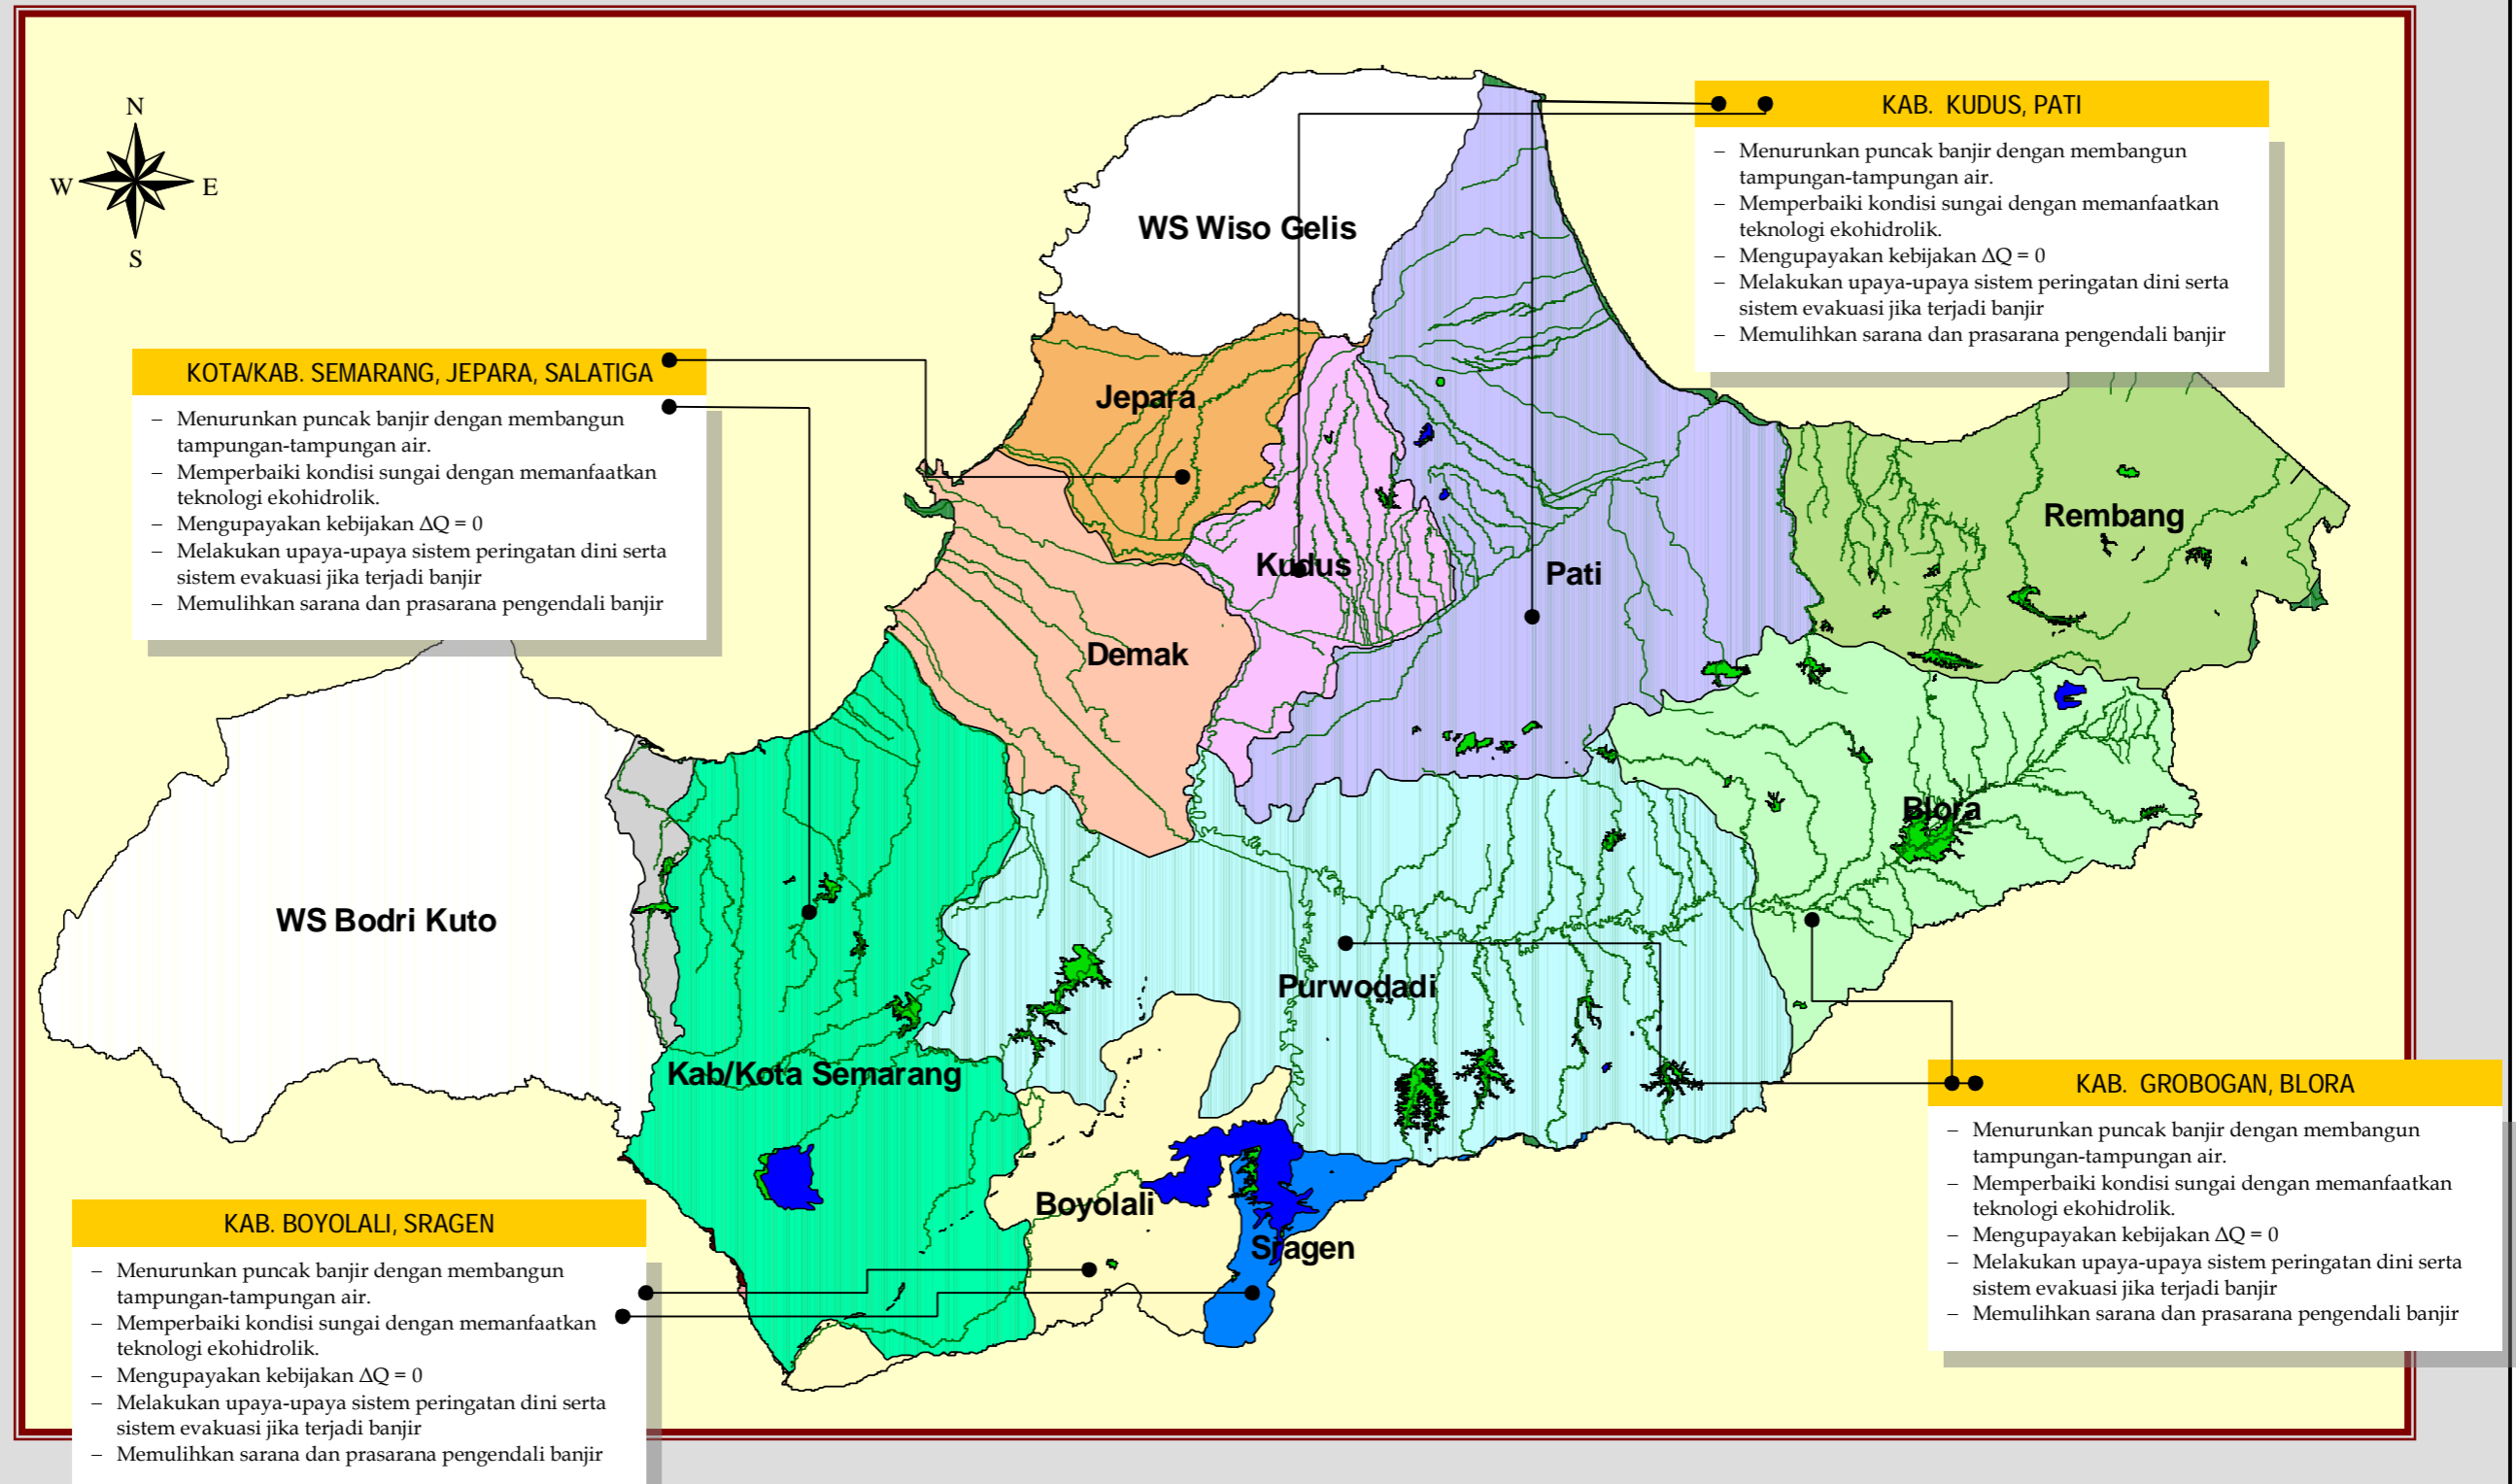 N
W
E
S
WS Wiso Gelis
KAB. KUDUS, PATI
– Menurunkan puncak banjir dengan membangun
tampungan-tampungan air.
– Memperbaiki kondisi sungai dengan memanfaatkan
teknologi ekohidrolik.
– Mengupayakan kebijakan ΔQ = 0
– Melakukan upaya-upaya sistem peringatan dini serta
sistem evakuasi jika terjadi banjir
– Memulihkan sarana dan prasarana pengendali banjir
KOTA/KAB. SEMARANG, JEPARA, SALATIGA
– Menurunkan puncak banjir dengan membangun
tampungan-tampungan air.
– Memperbaiki kondisi sungai dengan memanfaatkan
teknologi ekohidrolik.
– Mengupayakan kebijakan ΔQ = 0
– Melakukan upaya-upaya sistem peringatan dini serta
sistem evakuasi jika terjadi banjir
– Memulihkan sarana dan prasarana pengendali banjir
Jepara
Rembang
Kudus
Pati
Demak
Blora
WS Bodri Kuto
Purwodadi
Kab/Kota Semarang
Boyolali
Sragen
KAB. GROBOGAN, BLORA
– Menurunkan puncak banjir dengan membangun
tampungan-tampungan air.
– Memperbaiki kondisi sungai dengan memanfaatkan
teknologi ekohidrolik.
– Mengupayakan kebijakan ΔQ = 0
– Melakukan upaya-upaya sistem peringatan dini serta
sistem evakuasi jika terjadi banjir
– Memulihkan sarana dan prasarana pengendali banjir
KAB. BOYOLALI, SRAGEN
– Menurunkan puncak banjir dengan membangun
tampungan-tampungan air.
– Memperbaiki kondisi sungai dengan memanfaatkan
teknologi ekohidrolik.
– Mengupayakan kebijakan ΔQ = 0
– Melakukan upaya-upaya sistem peringatan dini serta
sistem evakuasi jika terjadi banjir
– Memulihkan sarana dan prasarana pengendali banjir